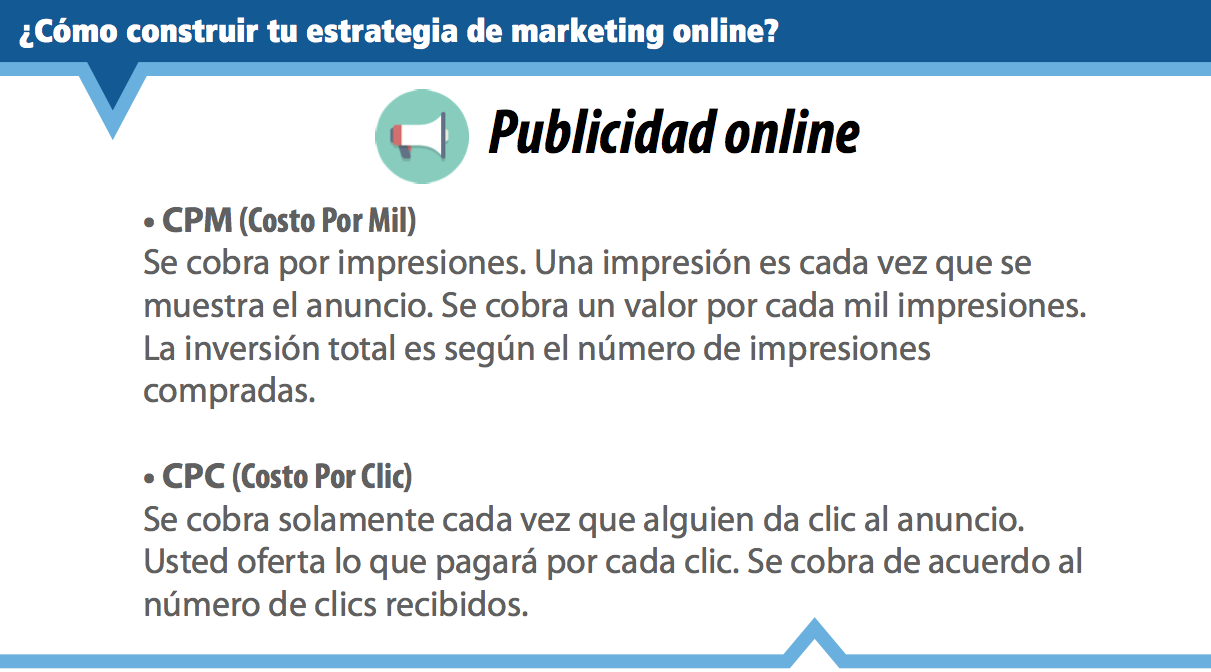 ¿Cómo construir tu estrategia de marketing online?
Publicidad online
• CPM (Costo Por Mil)
Se cobra por impresiones. Una impresión es cada vez que se
muestra el anuncio. Se cobra un valor por cada mil impresiones.
La inversión total es según el número de impresiones
compradas.
• CPC (Costo Por Clic)
Se cobra solamente cada vez que alguien da clic al anuncio.
Usted oferta lo que pagará por cada clic. Se cobra de acuerdo al
número de clics recibidos.